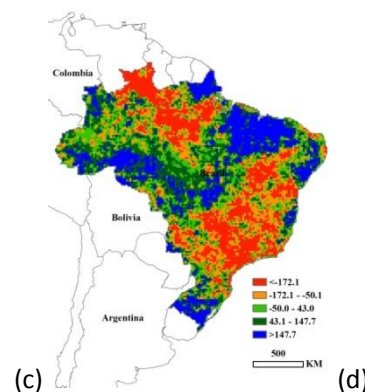 Colombia
Brazil
Bolivia
Argentina
<-172.1
-172.1 - -50.1
-50.0 - 43.0
43.1 - 147.7
>147.7
500
KM
(c)
(d)